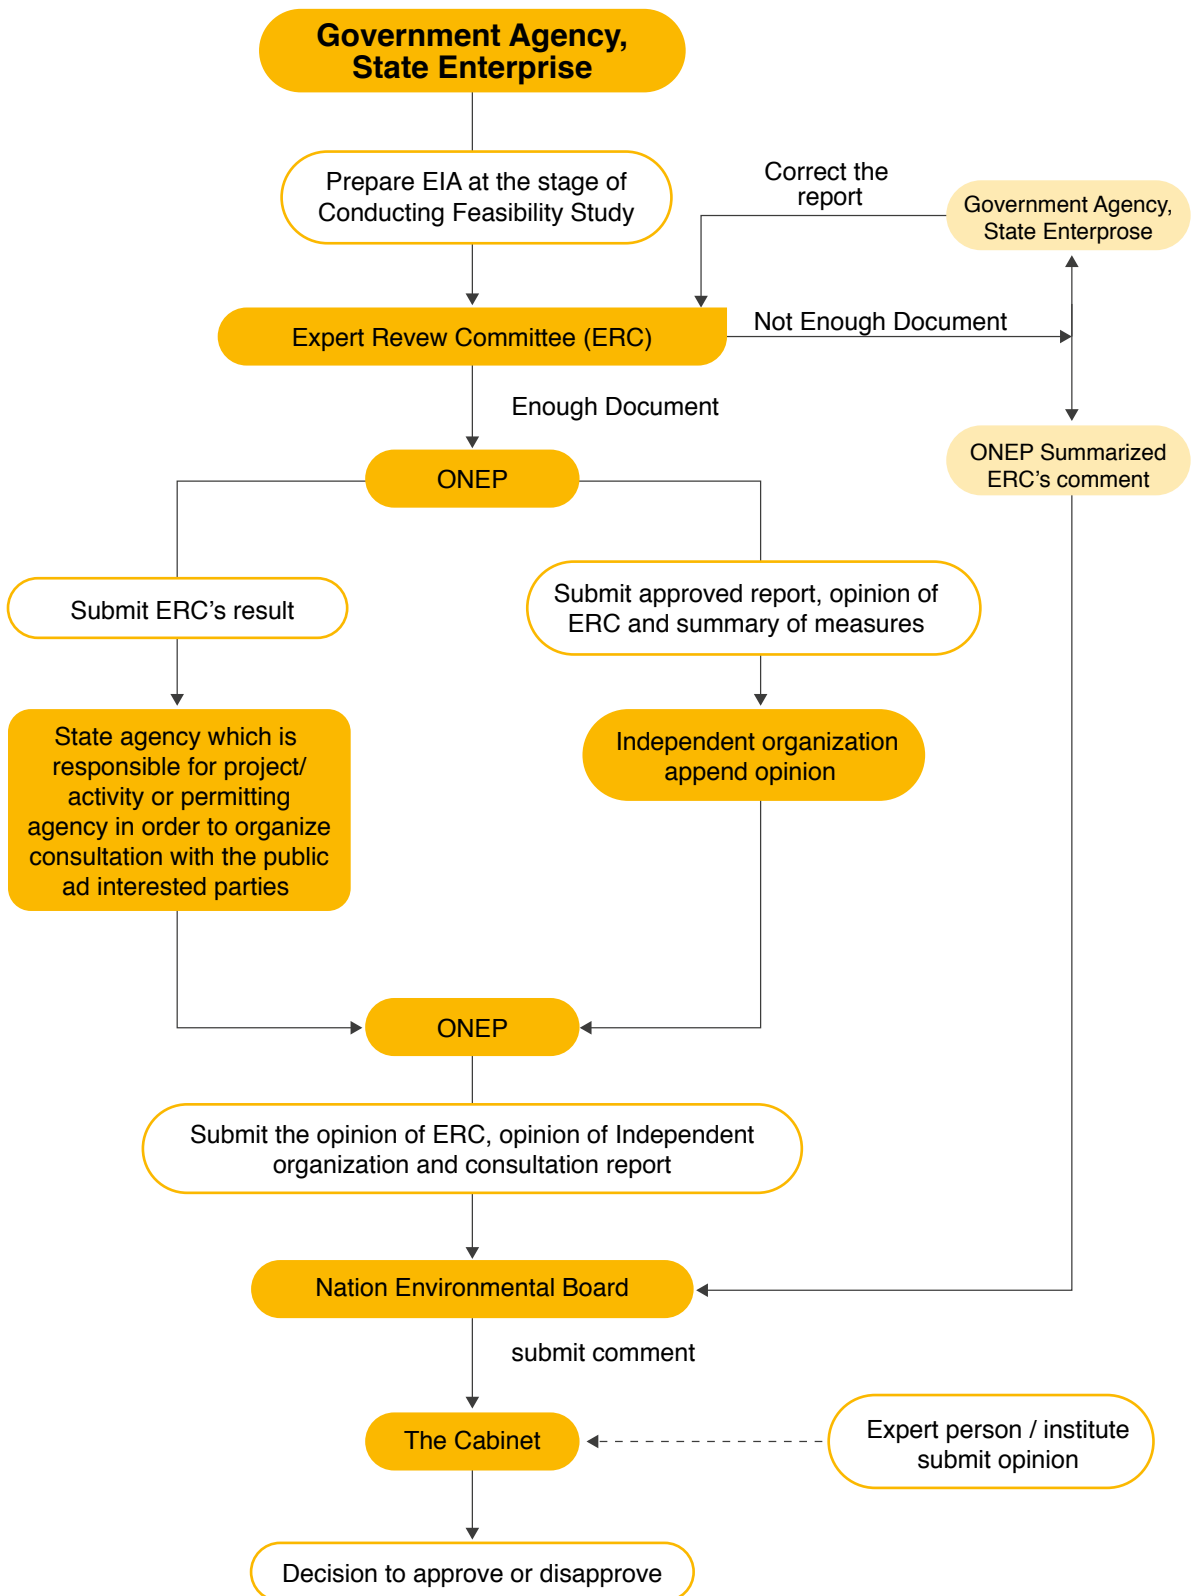 Government Agency,
State Enterprise
Prepare EIA at the stage of
Conducting Feasibility Study
Correct the
report
Government Agency,
State Enterprose
Expert Revew Committee (ERC)
Not Enough Document
Enough Document
ONEP
ONEP Summarized
ERC’s comment
Submit ERC’s result
Submit approved report, opinion of
ERC and summary of measures
State agency which is
responsible for project/
activity or permitting
agency in order to organize
consultation with the public
ad interested parties
Independent organization
append opinion
ONEP
Submit the opinion of ERC, opinion of Independent
organization and consultation report
Nation Environmental Board
submit comment
The Cabinet
Expert person / institute
submit opinion
Decision to approve or disapprove